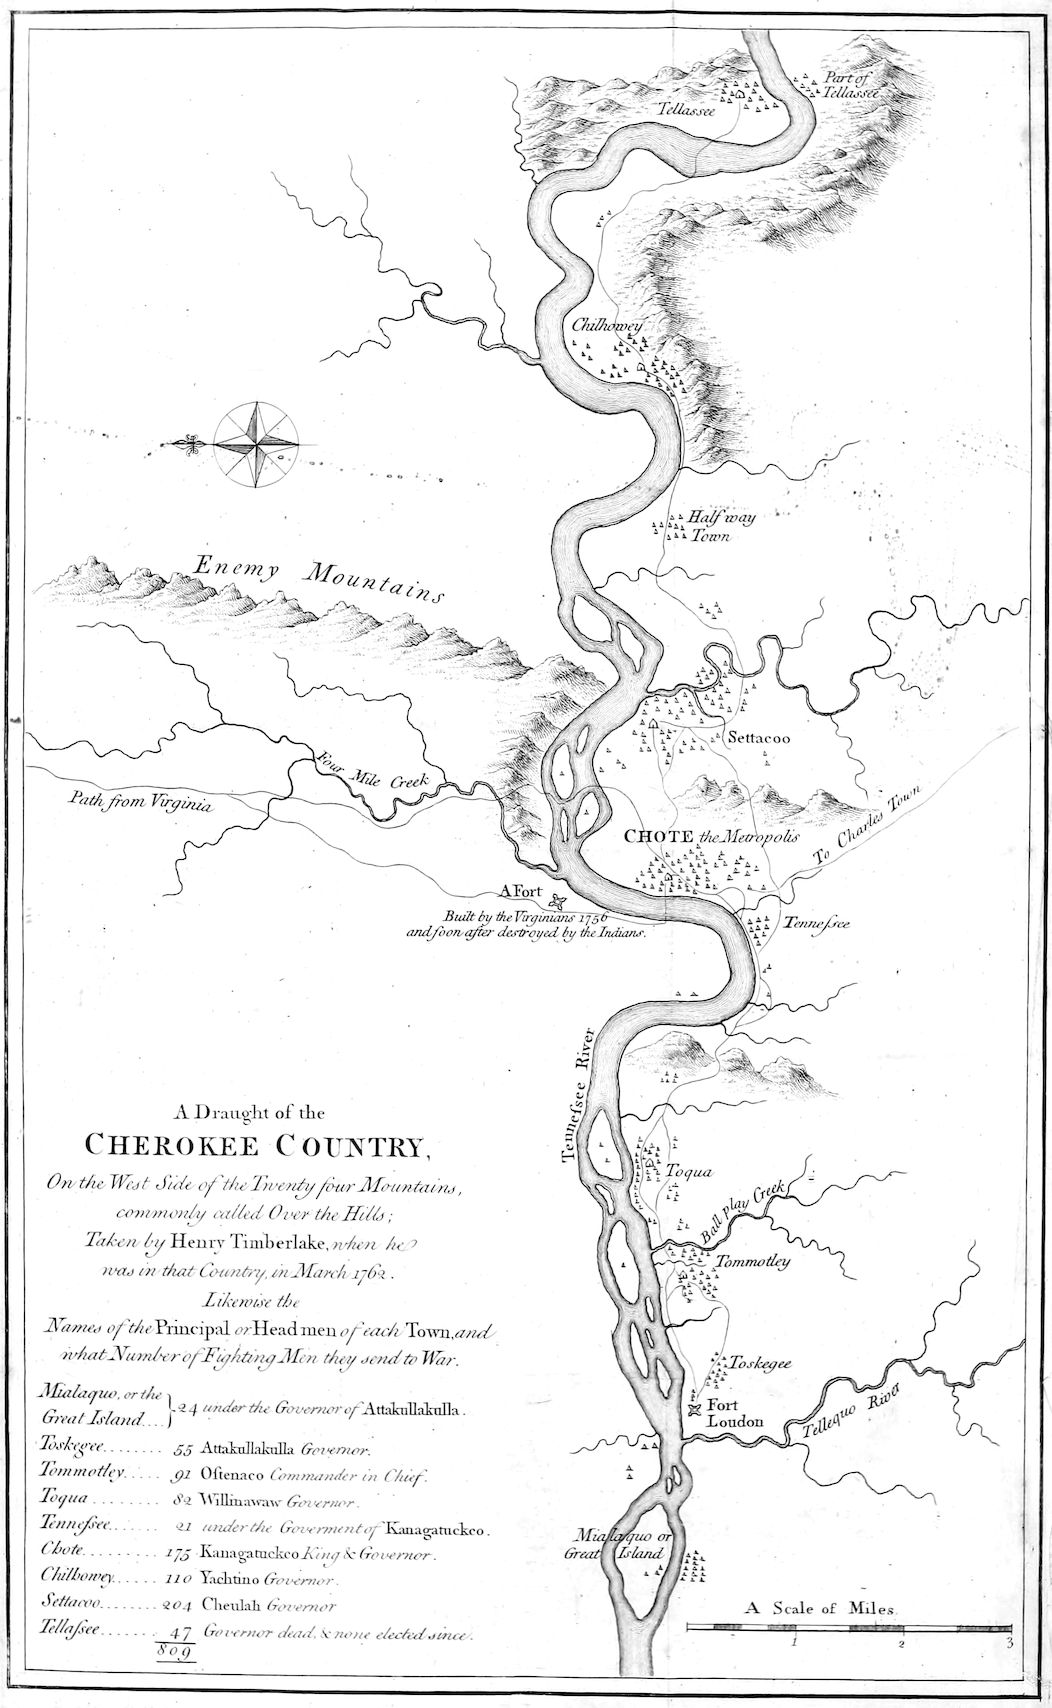 Part of
Tellassee
Tellassee
Chilhowey
Half way
Town
Enemy Mountains
Settacoo
Four Mile Creek
Path from Virginia
To Charles Town
CHOTE the Metropolis
A Fort
Built by the Virginians 1756
and soon after destroyed by the Indians.
Tennessee
Tennessee River
Toqua
Ball play Creek
Tommotley
Toskegee
Fort
Loudon
Tellequo River
Mialaquo or
Great Island
A Draught of the
CHEROKEE COUNTRY,
On the West Side of the Twenty four Mountains,
commonly called Over the Hills;
Taken by Henry Timberlake, when he
was in that Country, in March 1762.
Likewise the
Names of the Principal or Head men of each Town, and
what Number of Fighting Men they send to War.
Mialaquo, or the
Great Island.... } 24 under the Governor of Attakullakulla.
Toskegee........ 55 Attakullakulla Governor.
Tommotley..... 91 Ostenaco Commander in Chief.
Toqua ......... 82 Willinawaw Governor.
Tennessee...... 21 under the Goverment of Kanagatuckco.
Chote.......... 175 Kanagatuckco King & Governor.
Chilhowey...... 110 Yachtino Governor.
Settacoo........ 204 Cheulah Governor
Tellassee....... 47 Governor dead, & none elected since.
809
A Scale of Miles.
1 2 3